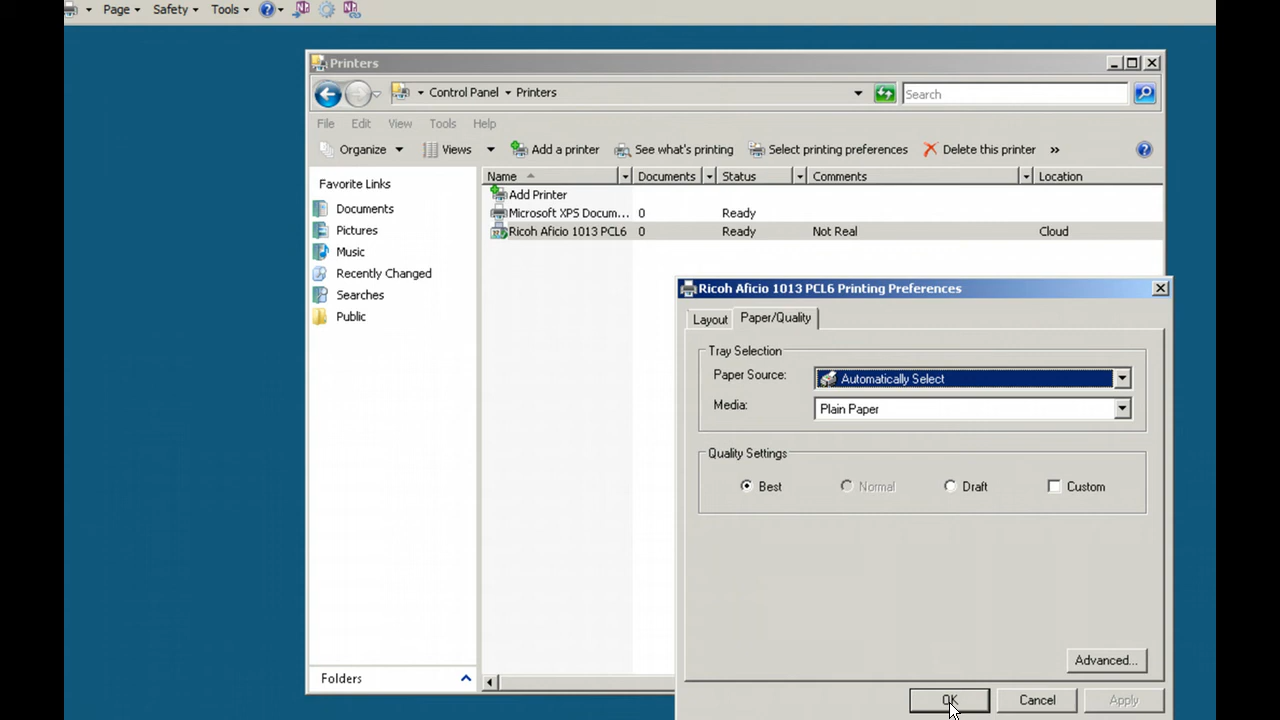 Page Safety Tools
Printers
Control Panel Printers Search
File Edit View Tools Help
Organize Views Add a printer See what's printing Select printing preferences Delete this printer »
Favorite Links
Documents
Pictures
Music
Recently Changed
Searches
Public
Folders
Name Documents Status Comments Location
Add Printer
Microsoft XPS Docum... 0 Ready
Ricoh Aficio 1013 PCL6 0 Ready Not Real Cloud
Ricoh Aficio 1013 PCL6 Printing Preferences
Layout Paper/Quality
Tray Selection
Paper Source: Automatically Select
Media: Plain Paper
Quality Settings
Best Normal Draft Custom
Advanced...
OK Cancel Apply